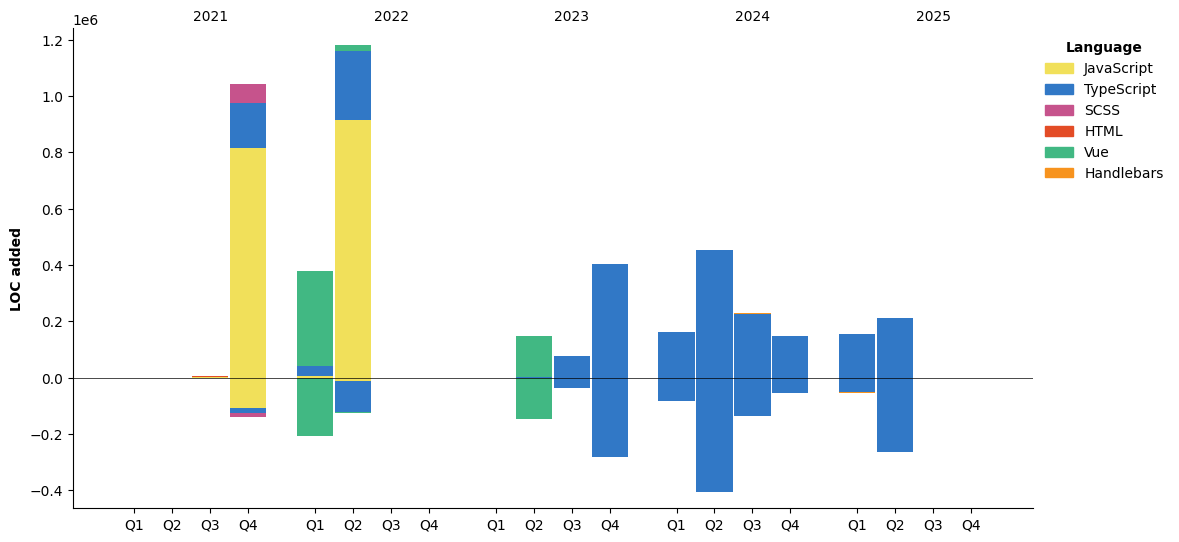 1e6
2021 2022 2023 2024 2025
Language
JavaScript
TypeScript
SCSS
HTML
Vue
Handlebars
LOC added
1.2
1.0
0.8
0.6
0.4
0.2
0.0
−0.2
−0.4
Q1 Q2 Q3 Q4 Q1 Q2 Q3 Q4 Q1 Q2 Q3 Q4 Q1 Q2 Q3 Q4 Q1 Q2 Q3 Q4